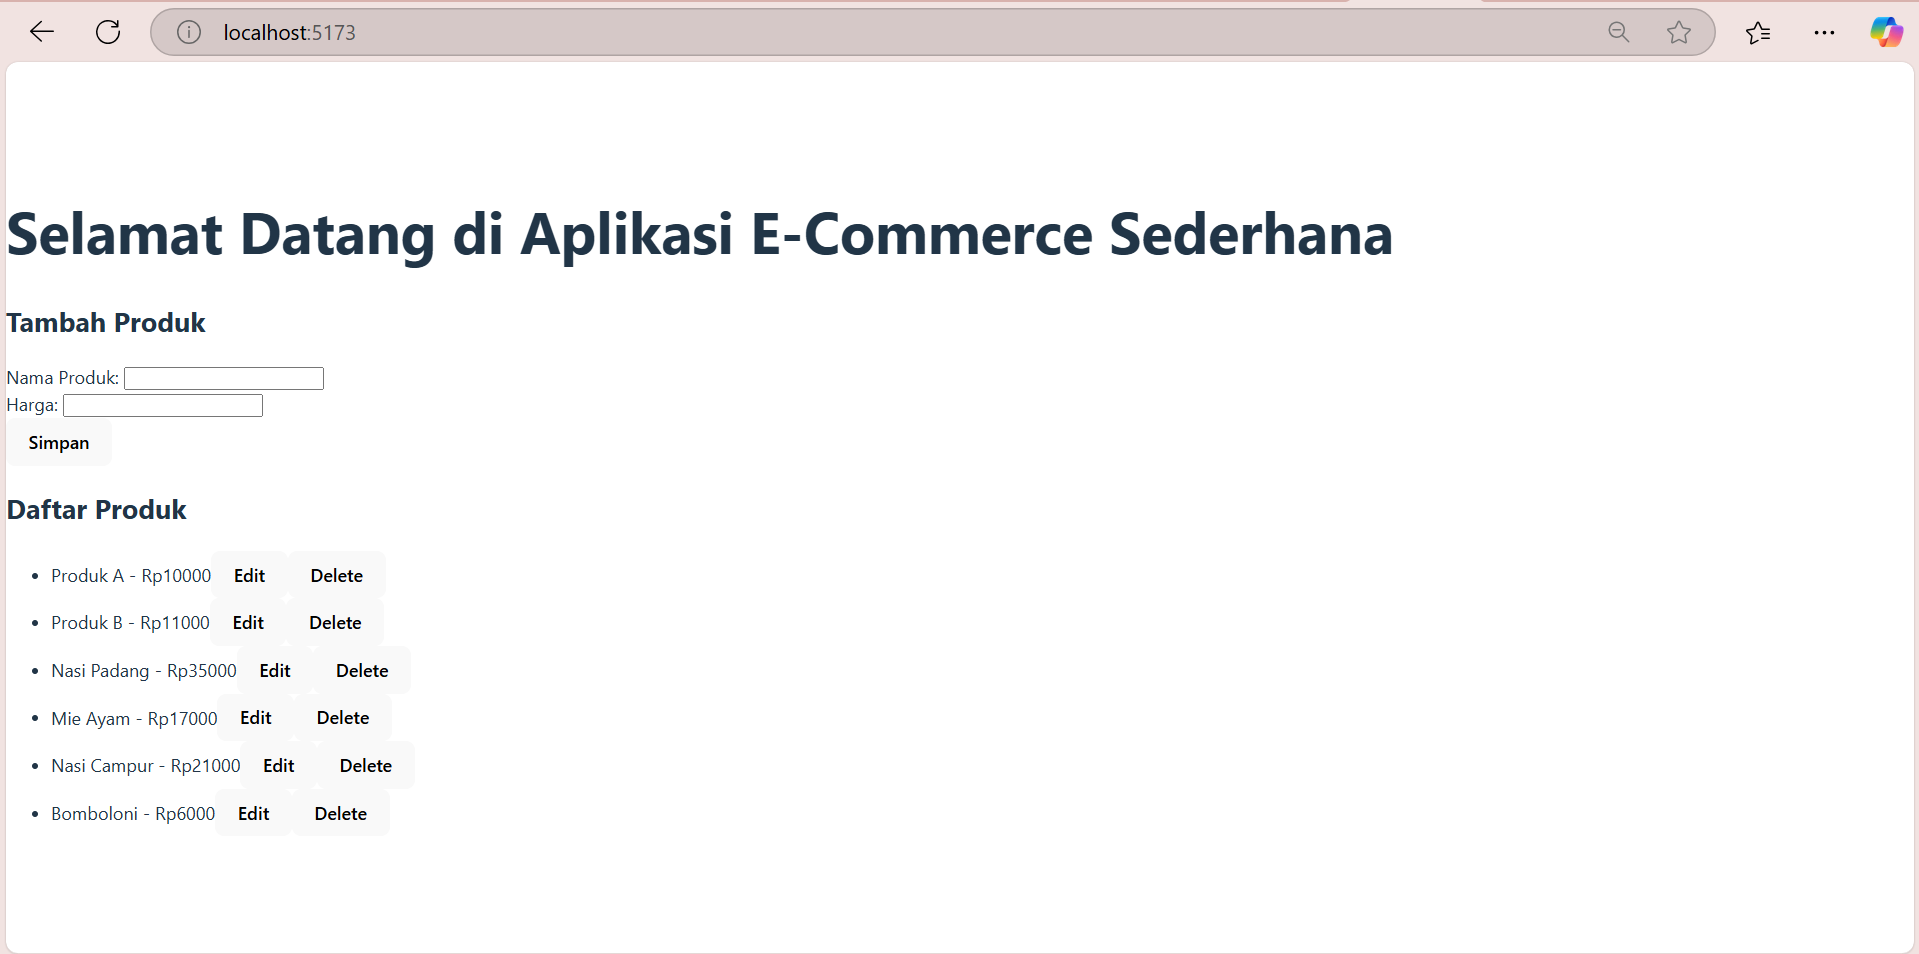 localhost:5173
Selamat Datang di Aplikasi E-Commerce Sederhana
Tambah Produk
Nama Produk:
Harga:
Simpan
Daftar Produk
• Produk A - Rp10000 Edit Delete
• Produk B - Rp11000 Edit Delete
• Nasi Padang - Rp35000 Edit Delete
• Mie Ayam - Rp17000 Edit Delete
• Nasi Campur - Rp21000 Edit Delete
• Bomboloni - Rp6000 Edit Delete